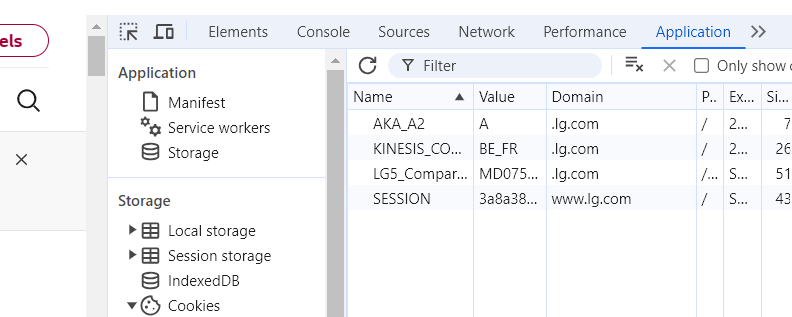 els
Elements Console Sources Network Performance Application
Filter
Only show
Application
Manifest
Service workers
Storage
Storage
Local storage
Session storage
IndexedDB
Cookies
Name Value Domain P.. Ex... Si...
AKA_A2 A .lg.com / 2... 7
KINESIS_CO... BE_FR .lg.com / 2... 26
LG5_Compar... MD075... .lg.com /... S... 51
SESSION 3a8a38... www.lg.com / S... 43